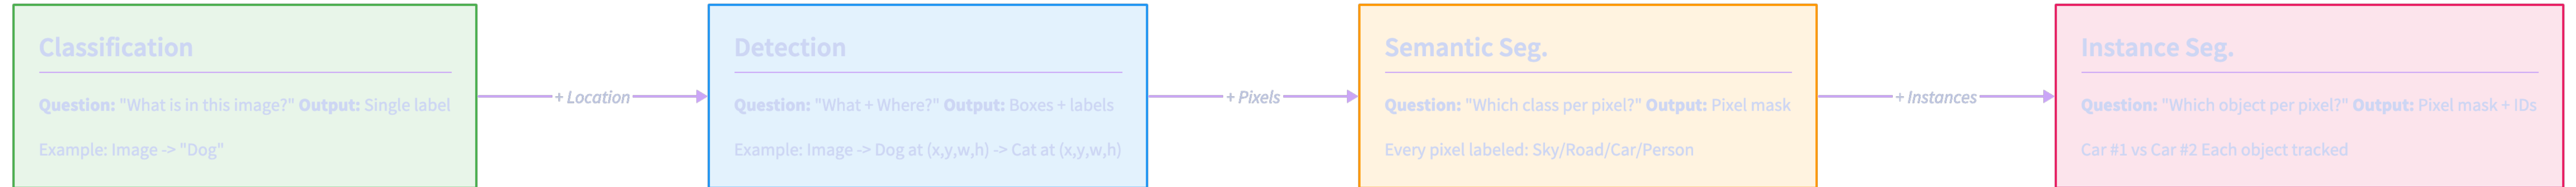 Classification
Question: "What is in this image?" Output: Single label
Example: Image -> "Dog"
+ Location
Detection
Question: "What + Where?" Output: Boxes + labels
Example: Image -> Dog at (x,y,w,h) -> Cat at (x,y,w,h)
+ Pixels
Semantic Seg.
Question: "Which class per pixel?" Output: Pixel mask
Every pixel labeled: Sky/Road/Car/Person
+ Instances
Instance Seg.
Question: "Which object per pixel?" Output: Pixel mask + IDs
Car #1 vs Car #2 Each object tracked